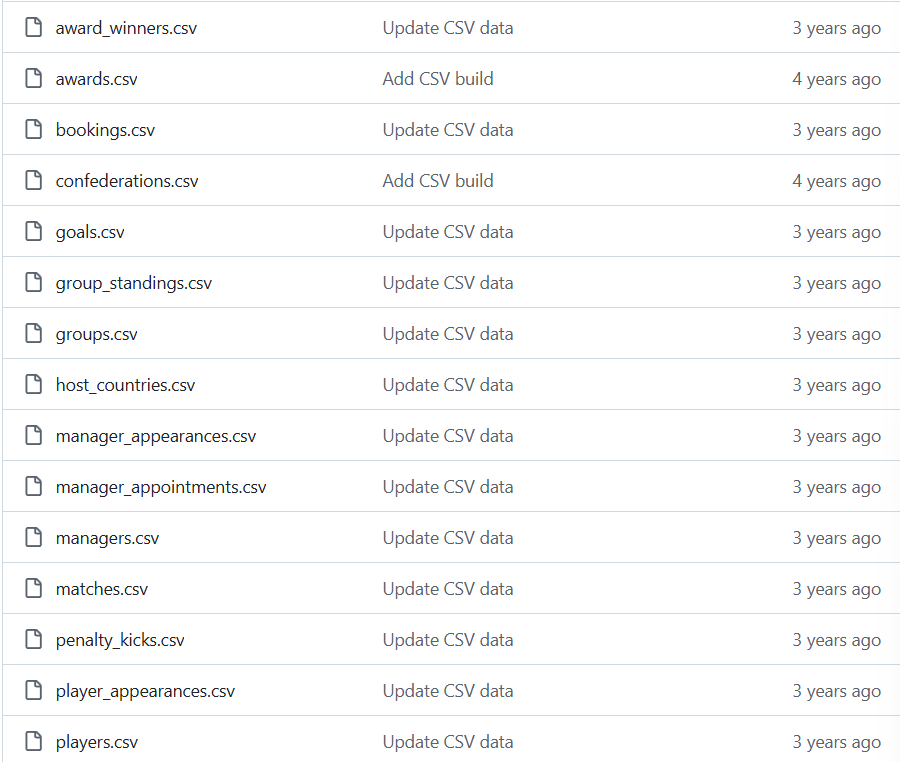 award_winners.csv Update CSV data 3 years ago
awards.csv Add CSV build 4 years ago
bookings.csv Update CSV data 3 years ago
confederations.csv Add CSV build 4 years ago
goals.csv Update CSV data 3 years ago
group_standings.csv Update CSV data 3 years ago
groups.csv Update CSV data 3 years ago
host_countries.csv Update CSV data 3 years ago
manager_appearances.csv Update CSV data 3 years ago
manager_appointments.csv Update CSV data 3 years ago
managers.csv Update CSV data 3 years ago
matches.csv Update CSV data 3 years ago
penalty_kicks.csv Update CSV data 3 years ago
player_appearances.csv Update CSV data 3 years ago
players.csv Update CSV data 3 years ago